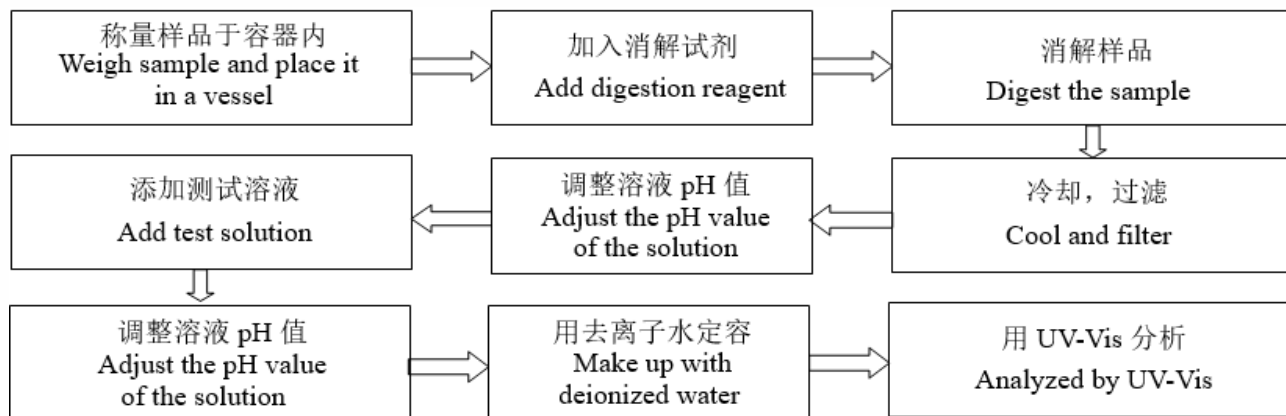 称量样品于容器内
Weigh sample and place it
in a vessel
加入消解试剂
Add digestion reagent
消解样品
Digest the sample
冷却，过滤
Cool and filter
调整溶液 pH 值
Adjust the pH value
of the solution
添加测试溶液
Add test solution
调整溶液 pH 值
Adjust the pH value
of the solution
用去离子水定容
Make up with
deionized water
用 UV-Vis 分析
Analyzed by UV-Vis